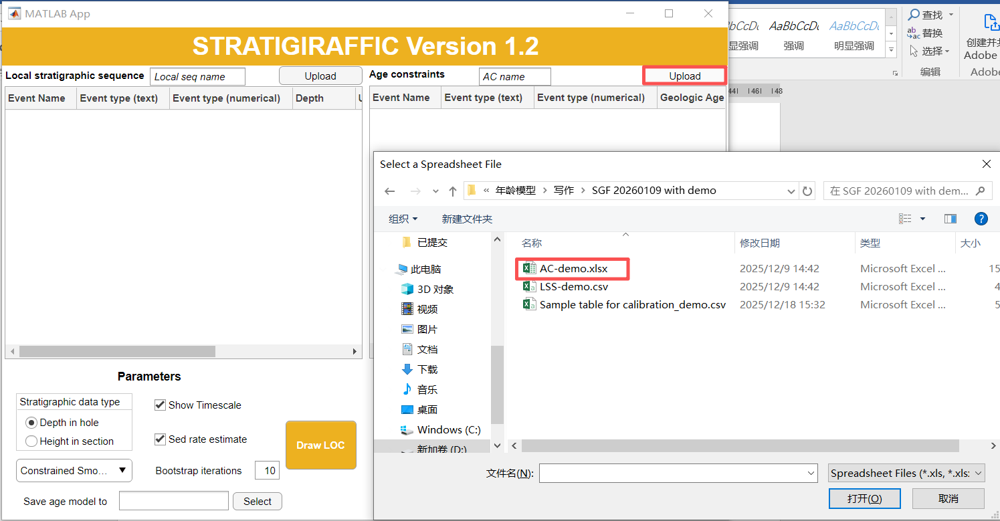 MATLAB App
STRATIGIRAFFIC Version 1.2
Local stratigraphic sequence
Local seq name
Upload
Age constraints
AC name
Upload
Event Name
Event type (text)
Event type (numerical)
Depth
Event Name
Event type (text)
Event type (numerical)
Geologic Age
Parameters
Stratigraphic data type
Depth in hole
Height in section
Show Timescale
Sed rate estimate
Draw LOC
Constrained Smo...
Bootstrap iterations
10
Save age model to
Select
AaBbCcDc
AaBbCcDc
显强调
强调
明显强调
查找
替换
选择
编辑
Adobe
44 46 48
Select a Spreadsheet File
« 年龄模型 › 写作 › SGF 20260109 with demo
在 SGF 20260109 with dem...
组织
新建文件夹
?
已提交
此电脑
3D 对象
视频
图片
文档
下载
音乐
桌面
Windows (C:)
新加卷 (D:)
名称 修改日期 类型 大小
AC-demo.xlsx 2025/12/9 14:42 Microsoft Excel ... 15
LSS-demo.csv 2025/12/9 14:42 Microsoft Excel ... 4
Sample table for calibration_demo.csv 2025/12/18 15:32 Microsoft Excel ... 5
文件名(N):
Spreadsheet Files (*.xls, *.xls:
打开(O)
取消